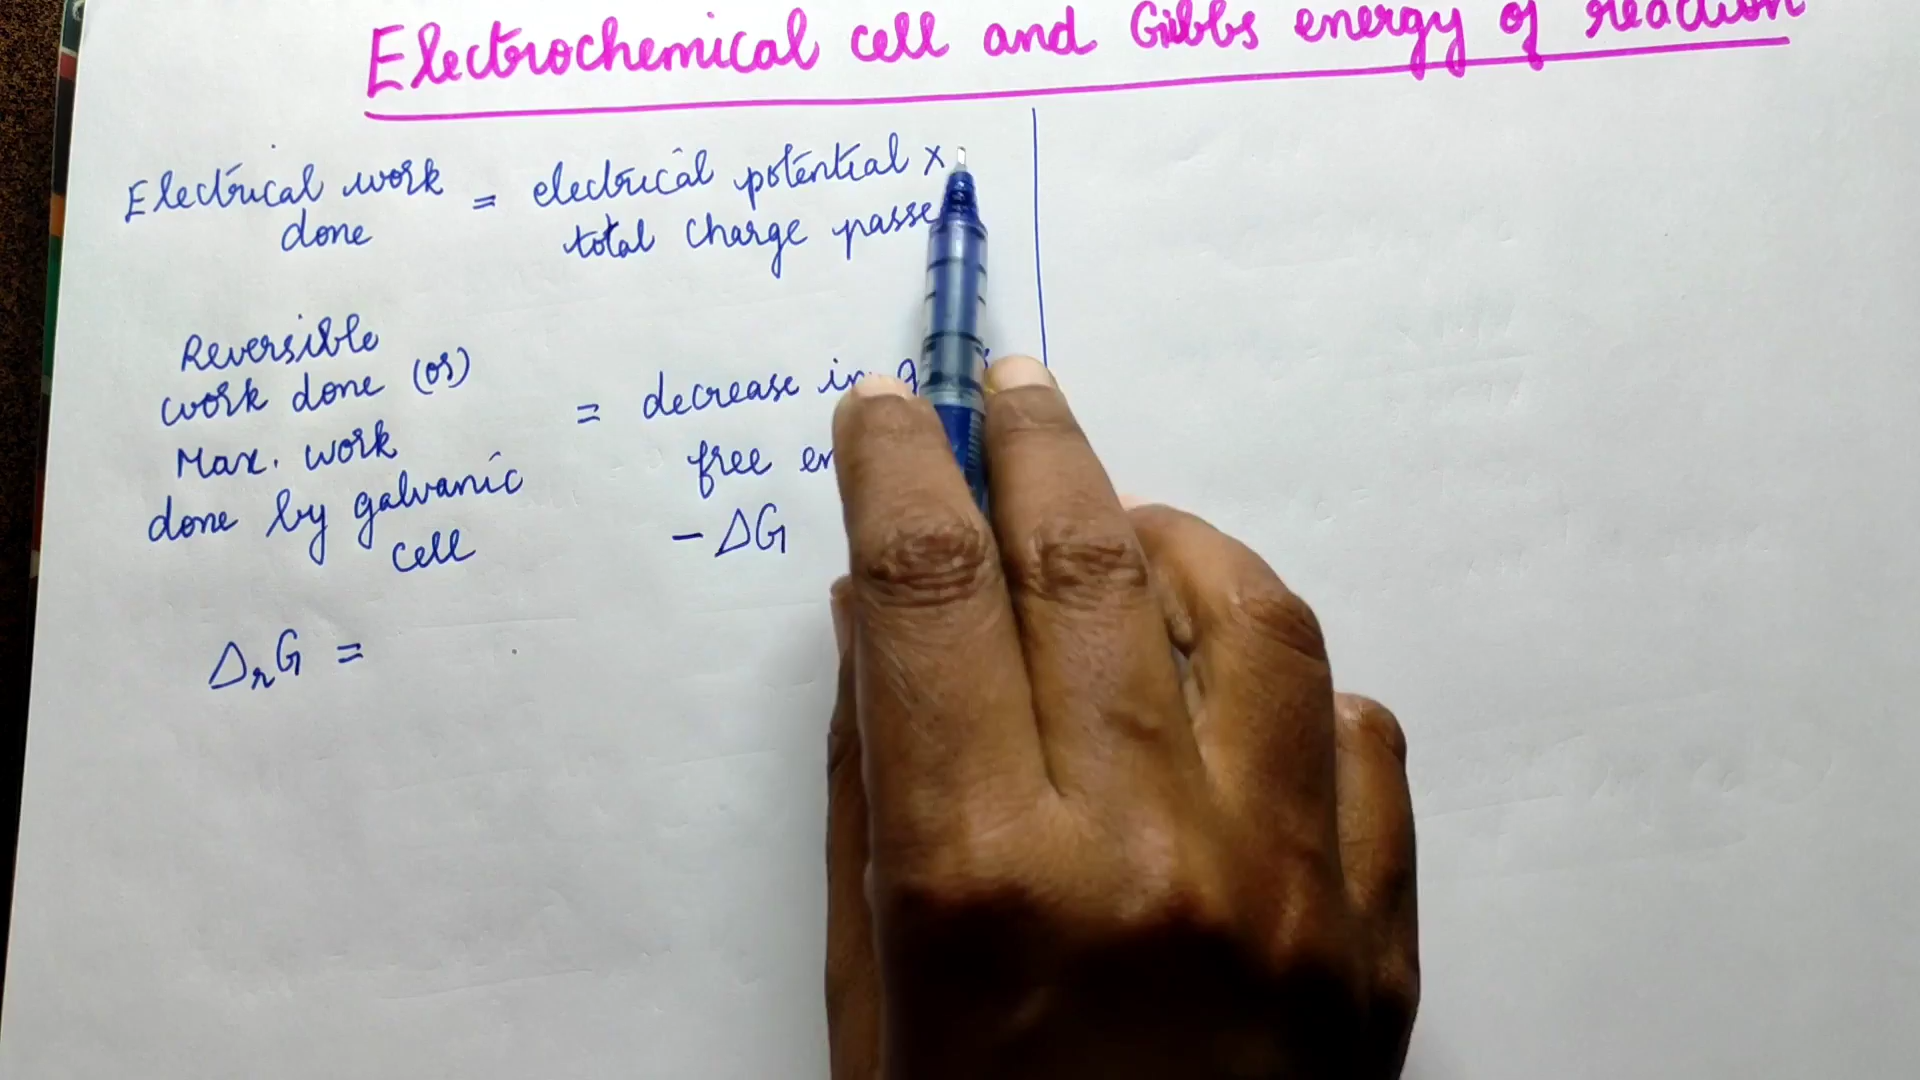 Electrochemical cell and Gibbs energy of reaction
Electrical work = electrical potential ×
done total charge
Reversible
work done (or) = decrease in
Max. work free
done by galvanic − ΔG
cell
ΔrG =